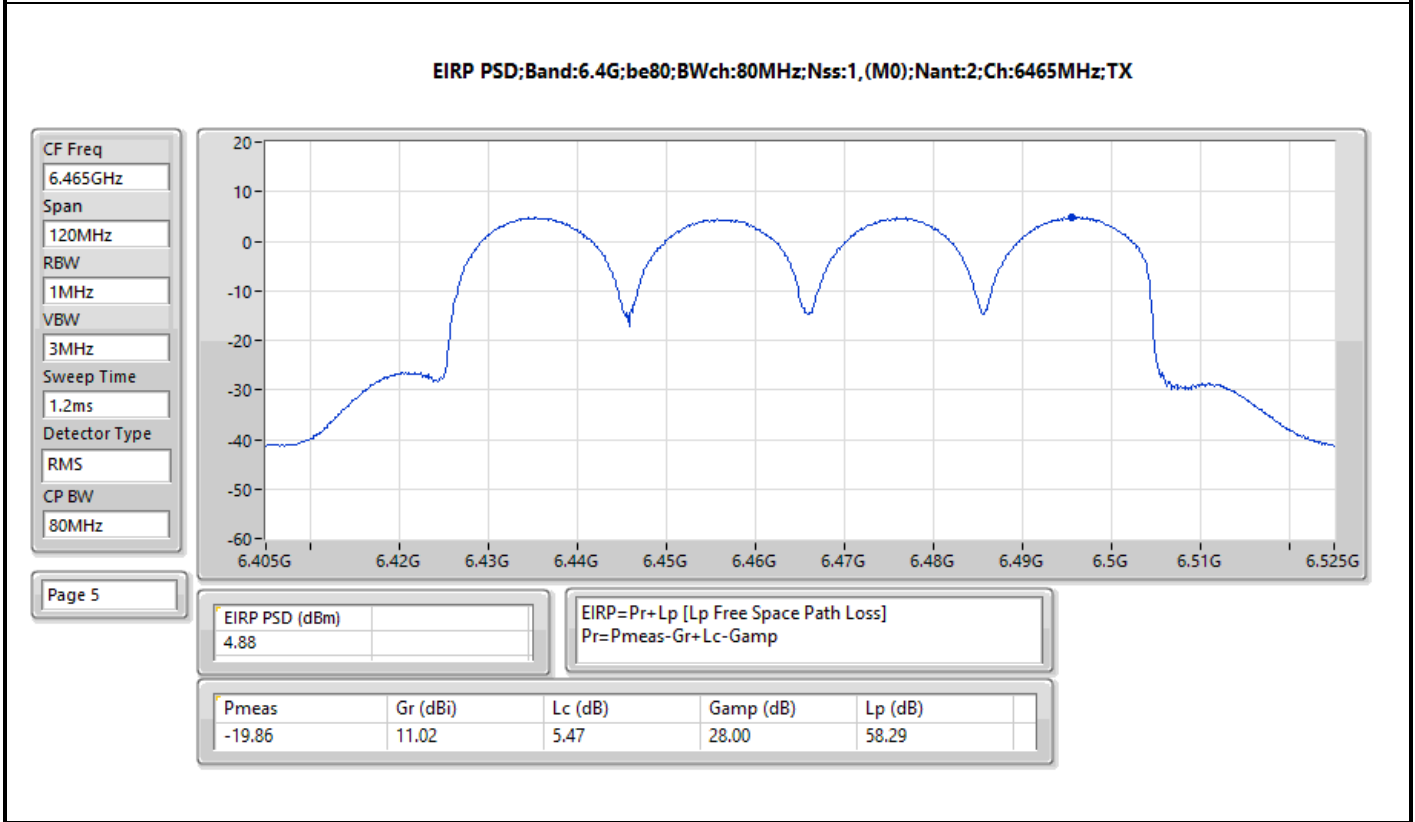 EIRP PSD;Band:6.4G;be80;BWch:80MHz;Nss:1,(M0);Nant:2;Ch:6465MHz;TX
CF Freq
6.465GHz
Span
120MHz
RBW
1MHz
VBW
3MHz
Sweep Time
1.2ms
Detector Type
RMS
CP BW
80MHz
Page 5
20
10
0
-10
-20
-30
-40
-50
-60
6.405G 6.42G 6.43G 6.44G 6.45G 6.46G 6.47G 6.48G 6.49G 6.5G 6.51G 6.525G
EIRP PSD (dBm)
4.88
EIRP=Pr+Lp [Lp Free Space Path Loss]
Pr=Pmeas-Gr+Lc-Gamp
Pmeas Gr (dBi) Lc (dB) Gamp (dB) Lp (dB)
-19.86 11.02 5.47 28.00 58.29